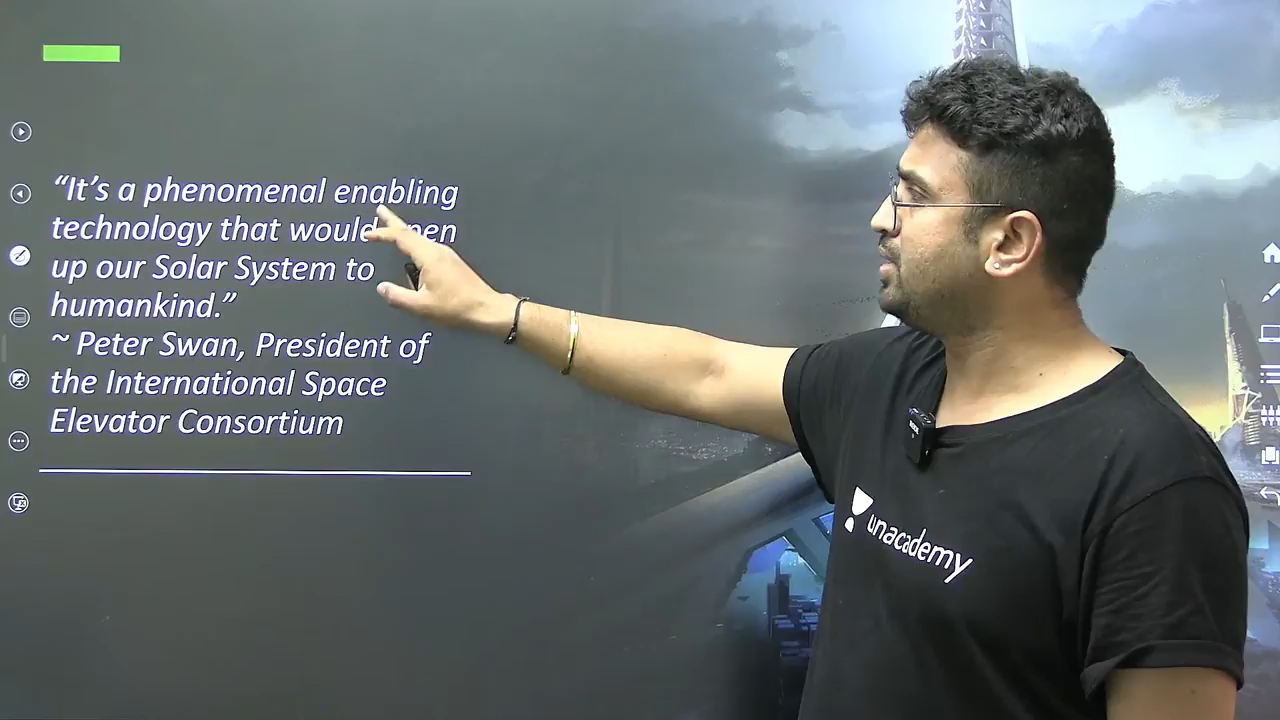 “It’s a phenomenal enabling
technology that would open
up our Solar System to
humankind.”
~ Peter Swan, President of
the International Space
Elevator Consortium
unacademy